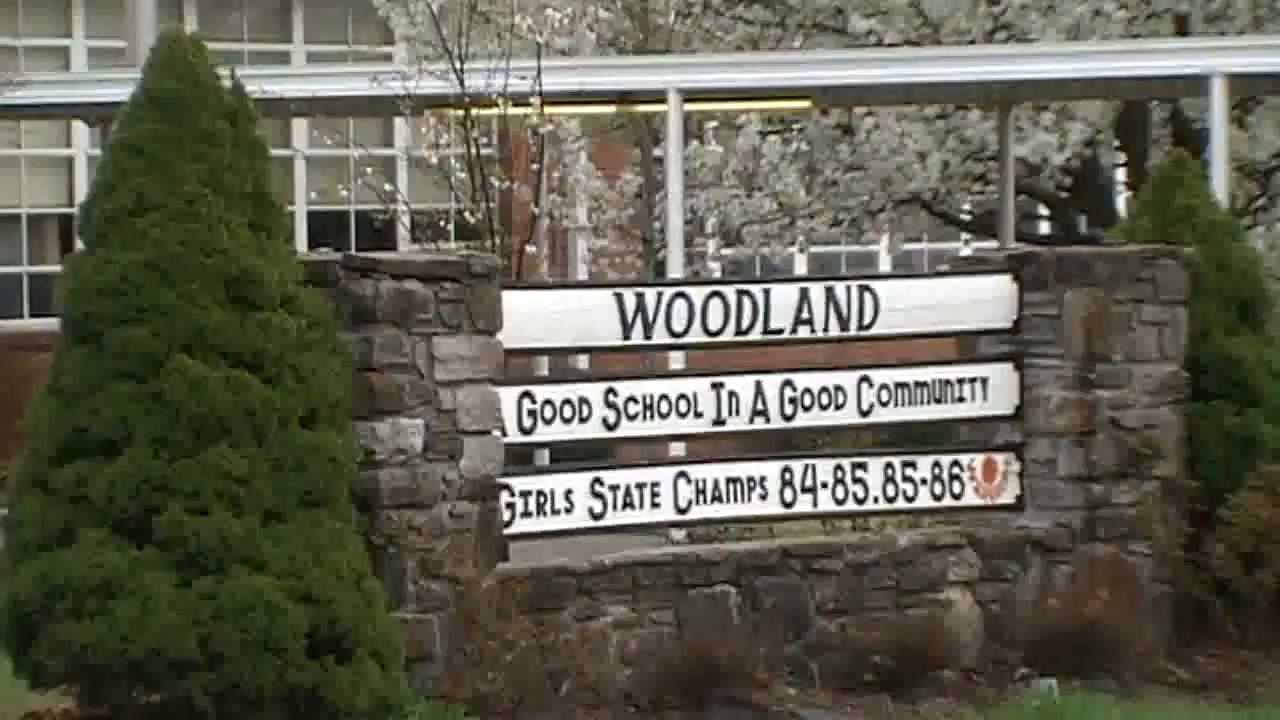 WOODLAND
A Good School In A Good Community
Girls State Champs 84-85.85-86